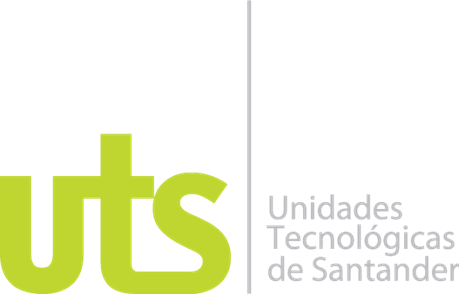 uts
Unidades
Tecnológicas
de Santander